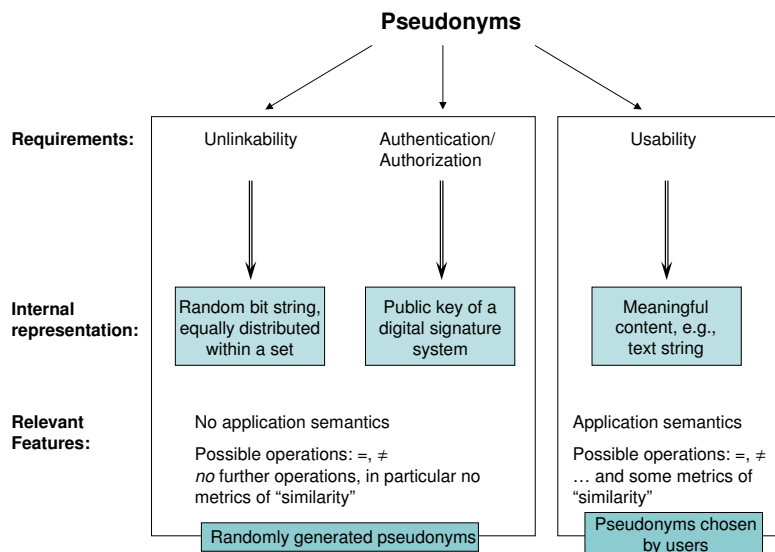 Pseudonyms
Requirements:
Unlinkability
Authentication/
Authorization
Usability
Internal
representation:
Random bit string,
equally distributed
within a set
Public key of a
digital signature
system
Meaningful
content, e.g.,
text string
Relevant
Features:
No application semantics
Possible operations: =, ≠
no further operations, in particular no
metrics of “similarity”
Application semantics
Possible operations: =, ≠
… and some metrics of
“similarity”
Randomly generated pseudonyms
Pseudonyms chosen
by users